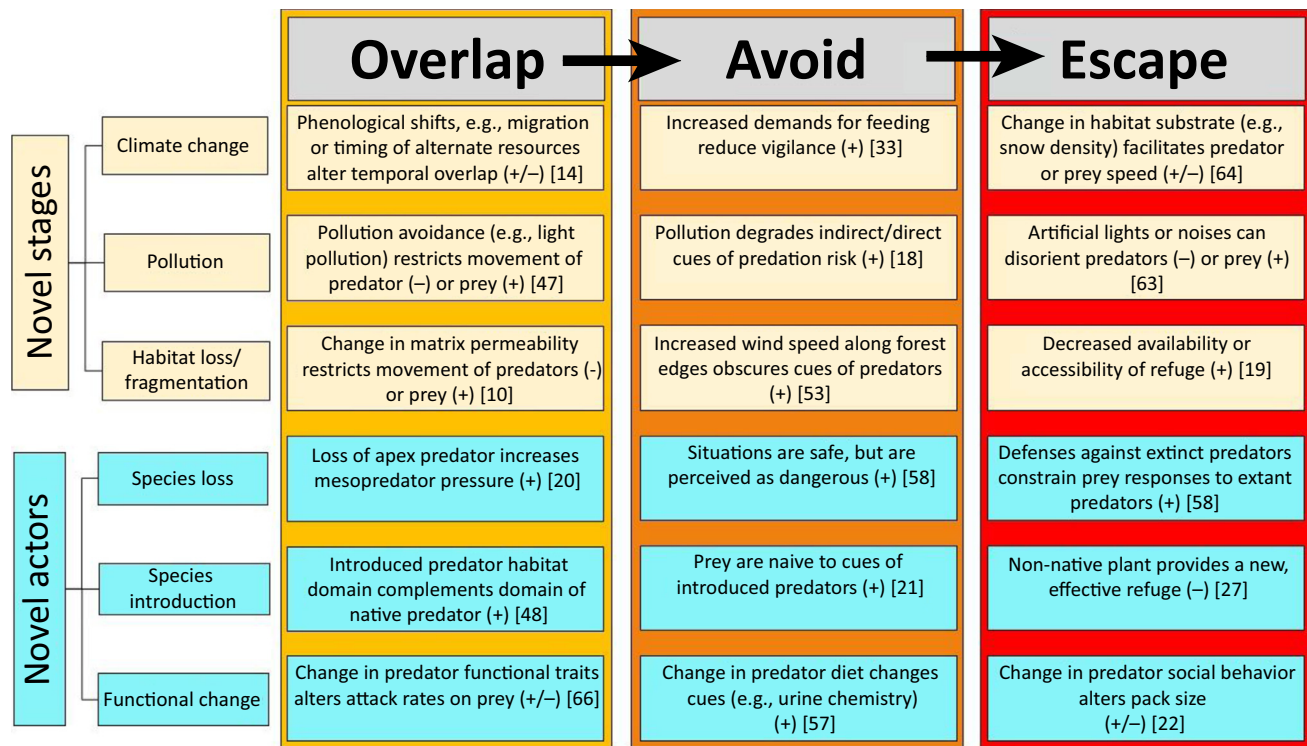 Overlap
Avoid
Escape
Novel stages
Climate change
Phenological shifts, e.g., migration
or timing of alternate resources
alter temporal overlap (+/–) [14]
Increased demands for feeding
reduce vigilance (+) [33]
Change in habitat substrate (e.g.,
snow density) facilitates predator
or prey speed (+/–) [64]
Pollution
Pollution avoidance (e.g., light
pollution) restricts movement of
predator (–) or prey (+) [47]
Pollution degrades indirect/direct
cues of predation risk (+) [18]
Artificial lights or noises can
disorient predators (–) or prey (+)
[63]
Habitat loss/
fragmentation
Change in matrix permeability
restricts movement of predators (-)
or prey (+) [10]
Increased wind speed along forest
edges obscures cues of predators
(+) [53]
Decreased availability or
accessibility of refuge (+) [19]
Novel actors
Species loss
Loss of apex predator increases
mesopredator pressure (+) [20]
Situations are safe, but are
perceived as dangerous (+) [58]
Defenses against extinct predators
constrain prey responses to extant
predators (+) [58]
Species
introduction
Introduced predator habitat
domain complements domain of
native predator (+) [48]
Prey are naive to cues of
introduced predators (+) [21]
Non-native plant provides a new,
effective refuge (–) [27]
Functional change
Change in predator functional traits
alters attack rates on prey (+/–) [66]
Change in predator diet changes
cues (e.g., urine chemistry)
(+) [57]
Change in predator social behavior
alters pack size
(+/–) [22]